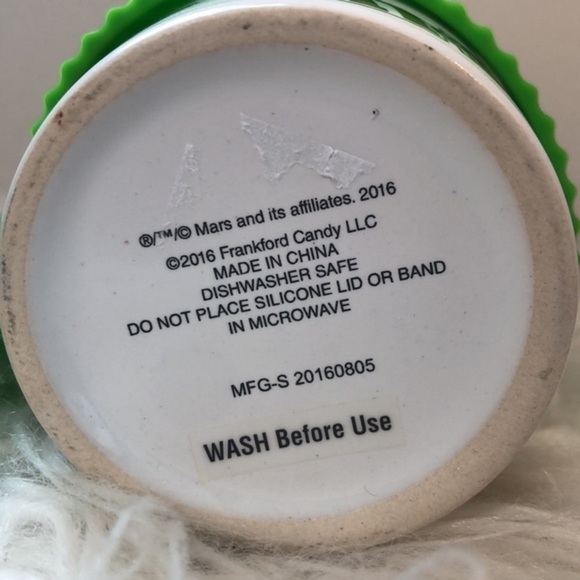 ®/™/© Mars and its affiliates. 2016
©2016 Frankford Candy LLC
MADE IN CHINA
DISHWASHER SAFE
DO NOT PLACE SILICONE LID OR BAND
IN MICROWAVE
MFG-S 20160805
WASH Before Use